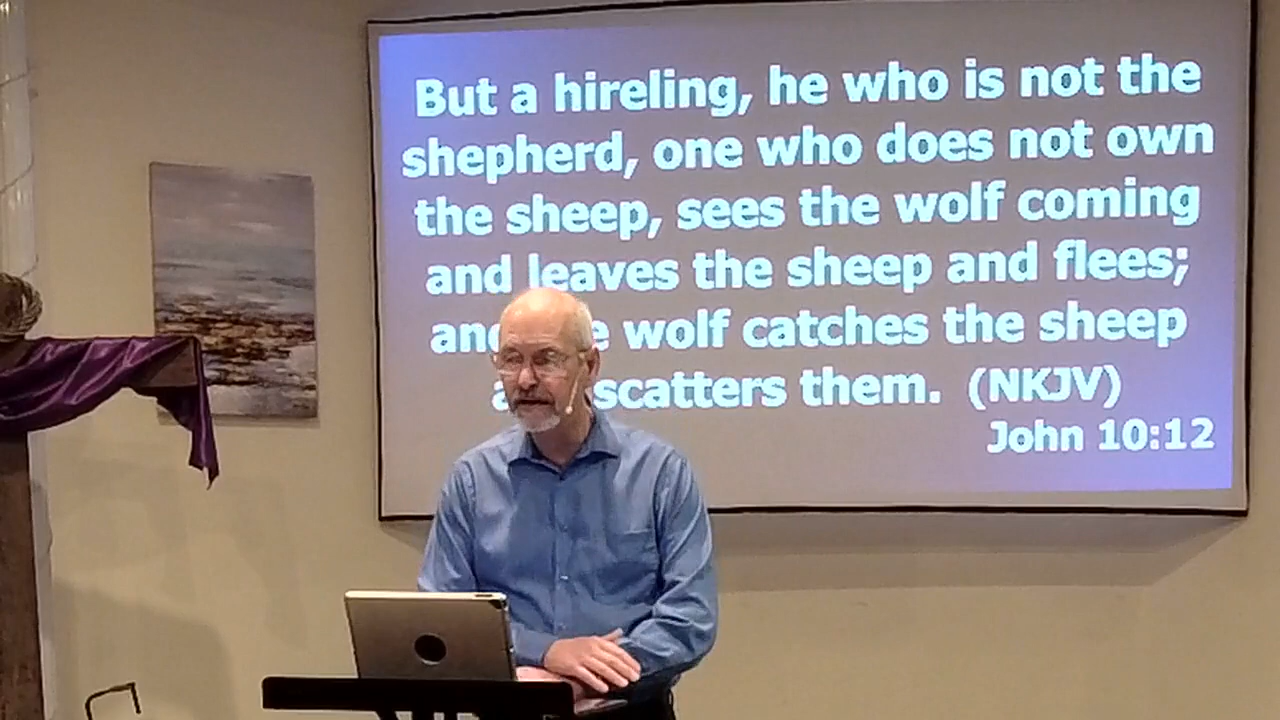 But a hireling, he who is not the
shepherd, one who does not own
the sheep, sees the wolf coming
and leaves the sheep and flees;
wolf catches the sheep
scatters them. (NKJV)
John 10:12